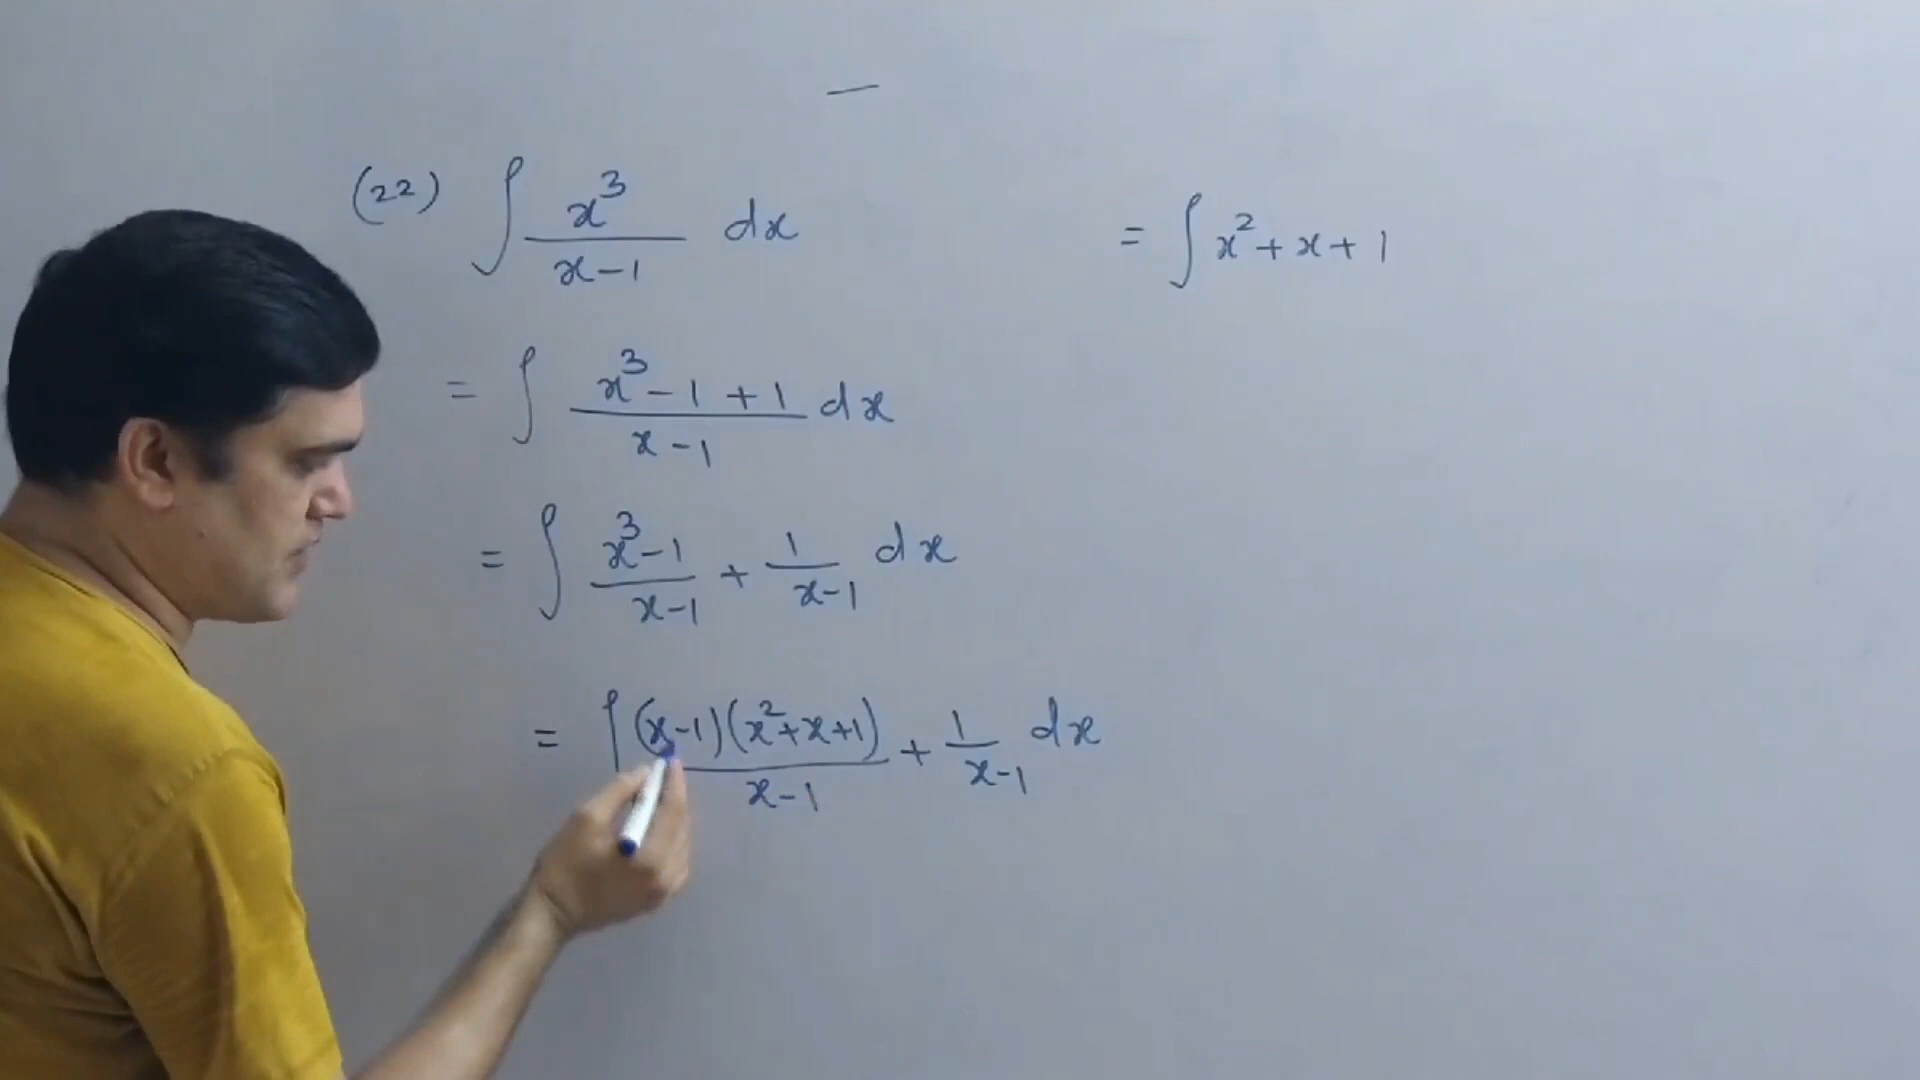 (22) ∫ x³/(x-1) dx
= ∫ (x³-1+1)/(x-1) dx
= ∫ (x³-1)/(x-1) + 1/(x-1) dx
= ∫ (x-1)(x²+x+1)/(x-1) + 1/(x-1) dx
= ∫ x²+x+1